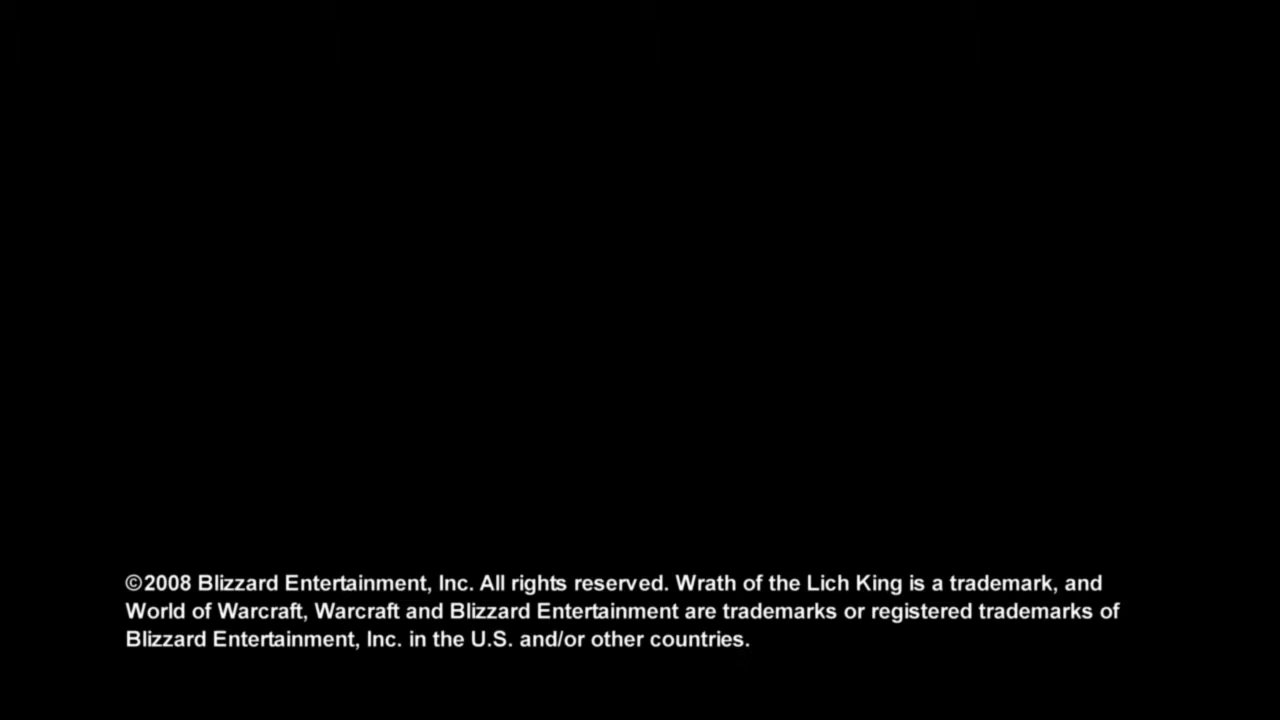 ©2008 Blizzard Entertainment, Inc. All rights reserved. Wrath of the Lich King is a trademark, and
World of Warcraft, Warcraft and Blizzard Entertainment are trademarks or registered trademarks of
Blizzard Entertainment, Inc. in the U.S. and/or other countries.